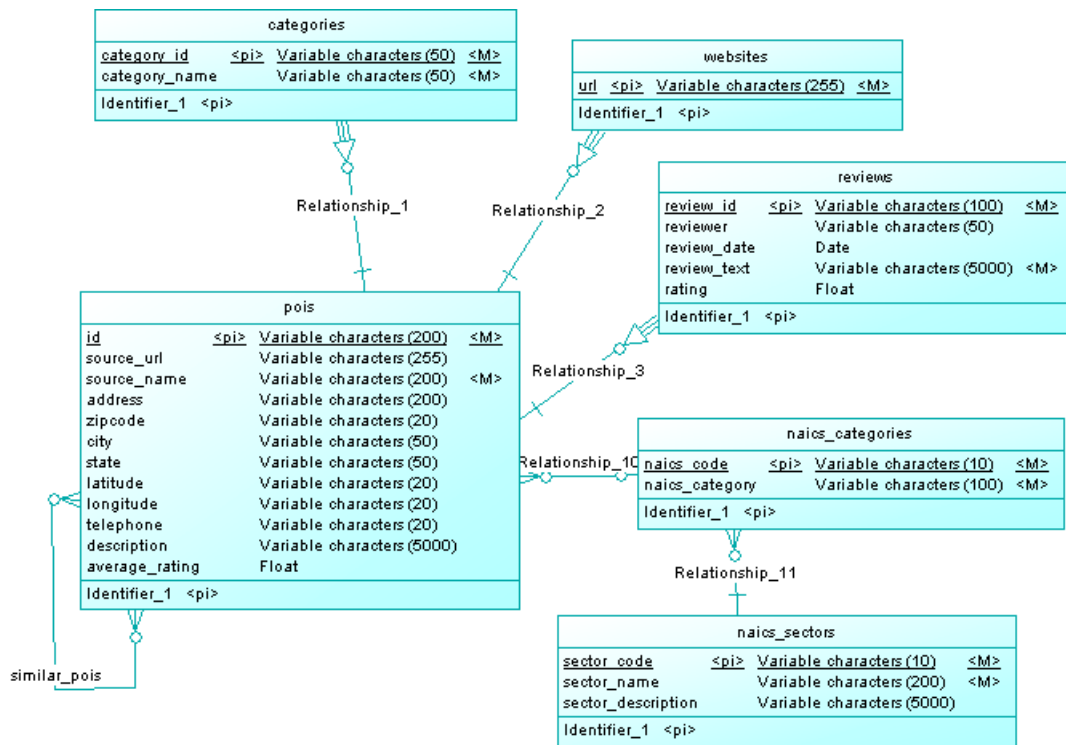 categories
category_id <pi> Variable characters (50) <M>
category_name Variable characters (50) <M>
Identifier_1 <pi>
websites
url <pi> Variable characters (255) <M>
Identifier_1 <pi>
reviews
review_id <pi> Variable characters (100) <M>
reviewer Variable characters (50)
review_date Date
review_text Variable characters (5000) <M>
rating Float
Identifier_1 <pi>
Relationship_1
Relationship_2
Relationship_3
pois
id <pi> Variable characters (200) <M>
source_url Variable characters (255)
source_name Variable characters (200) <M>
address Variable characters (200)
zipcode Variable characters (20)
city Variable characters (50)
state Variable characters (50)
latitude Variable characters (20)
longitude Variable characters (20)
telephone Variable characters (20)
description Variable characters (5000)
average_rating Float
Identifier_1 <pi>
Relationship_10
naics_categories
naics_code <pi> Variable characters (10) <M>
naics_category Variable characters (100) <M>
Identifier_1 <pi>
Relationship_11
similar_pois
naics_sectors
sector_code <pi> Variable characters (10) <M>
sector_name Variable characters (200) <M>
sector_description Variable characters (5000)
Identifier_1 <pi>